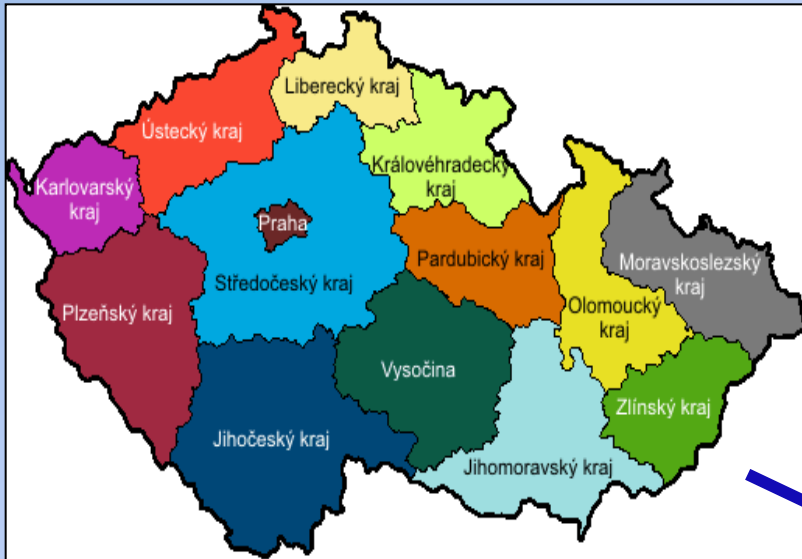 Liberecký kraj
Ústecký kraj
Královéhradecký
kraj
Karlovarský
kraj
Praha
Pardubický kraj
Moravskoslezský
kraj
Středočeský kraj
Olomoucký
kraj
Plzeňský kraj
Vysočina
Zlínský kraj
Jihočeský kraj
Jihomoravský kraj